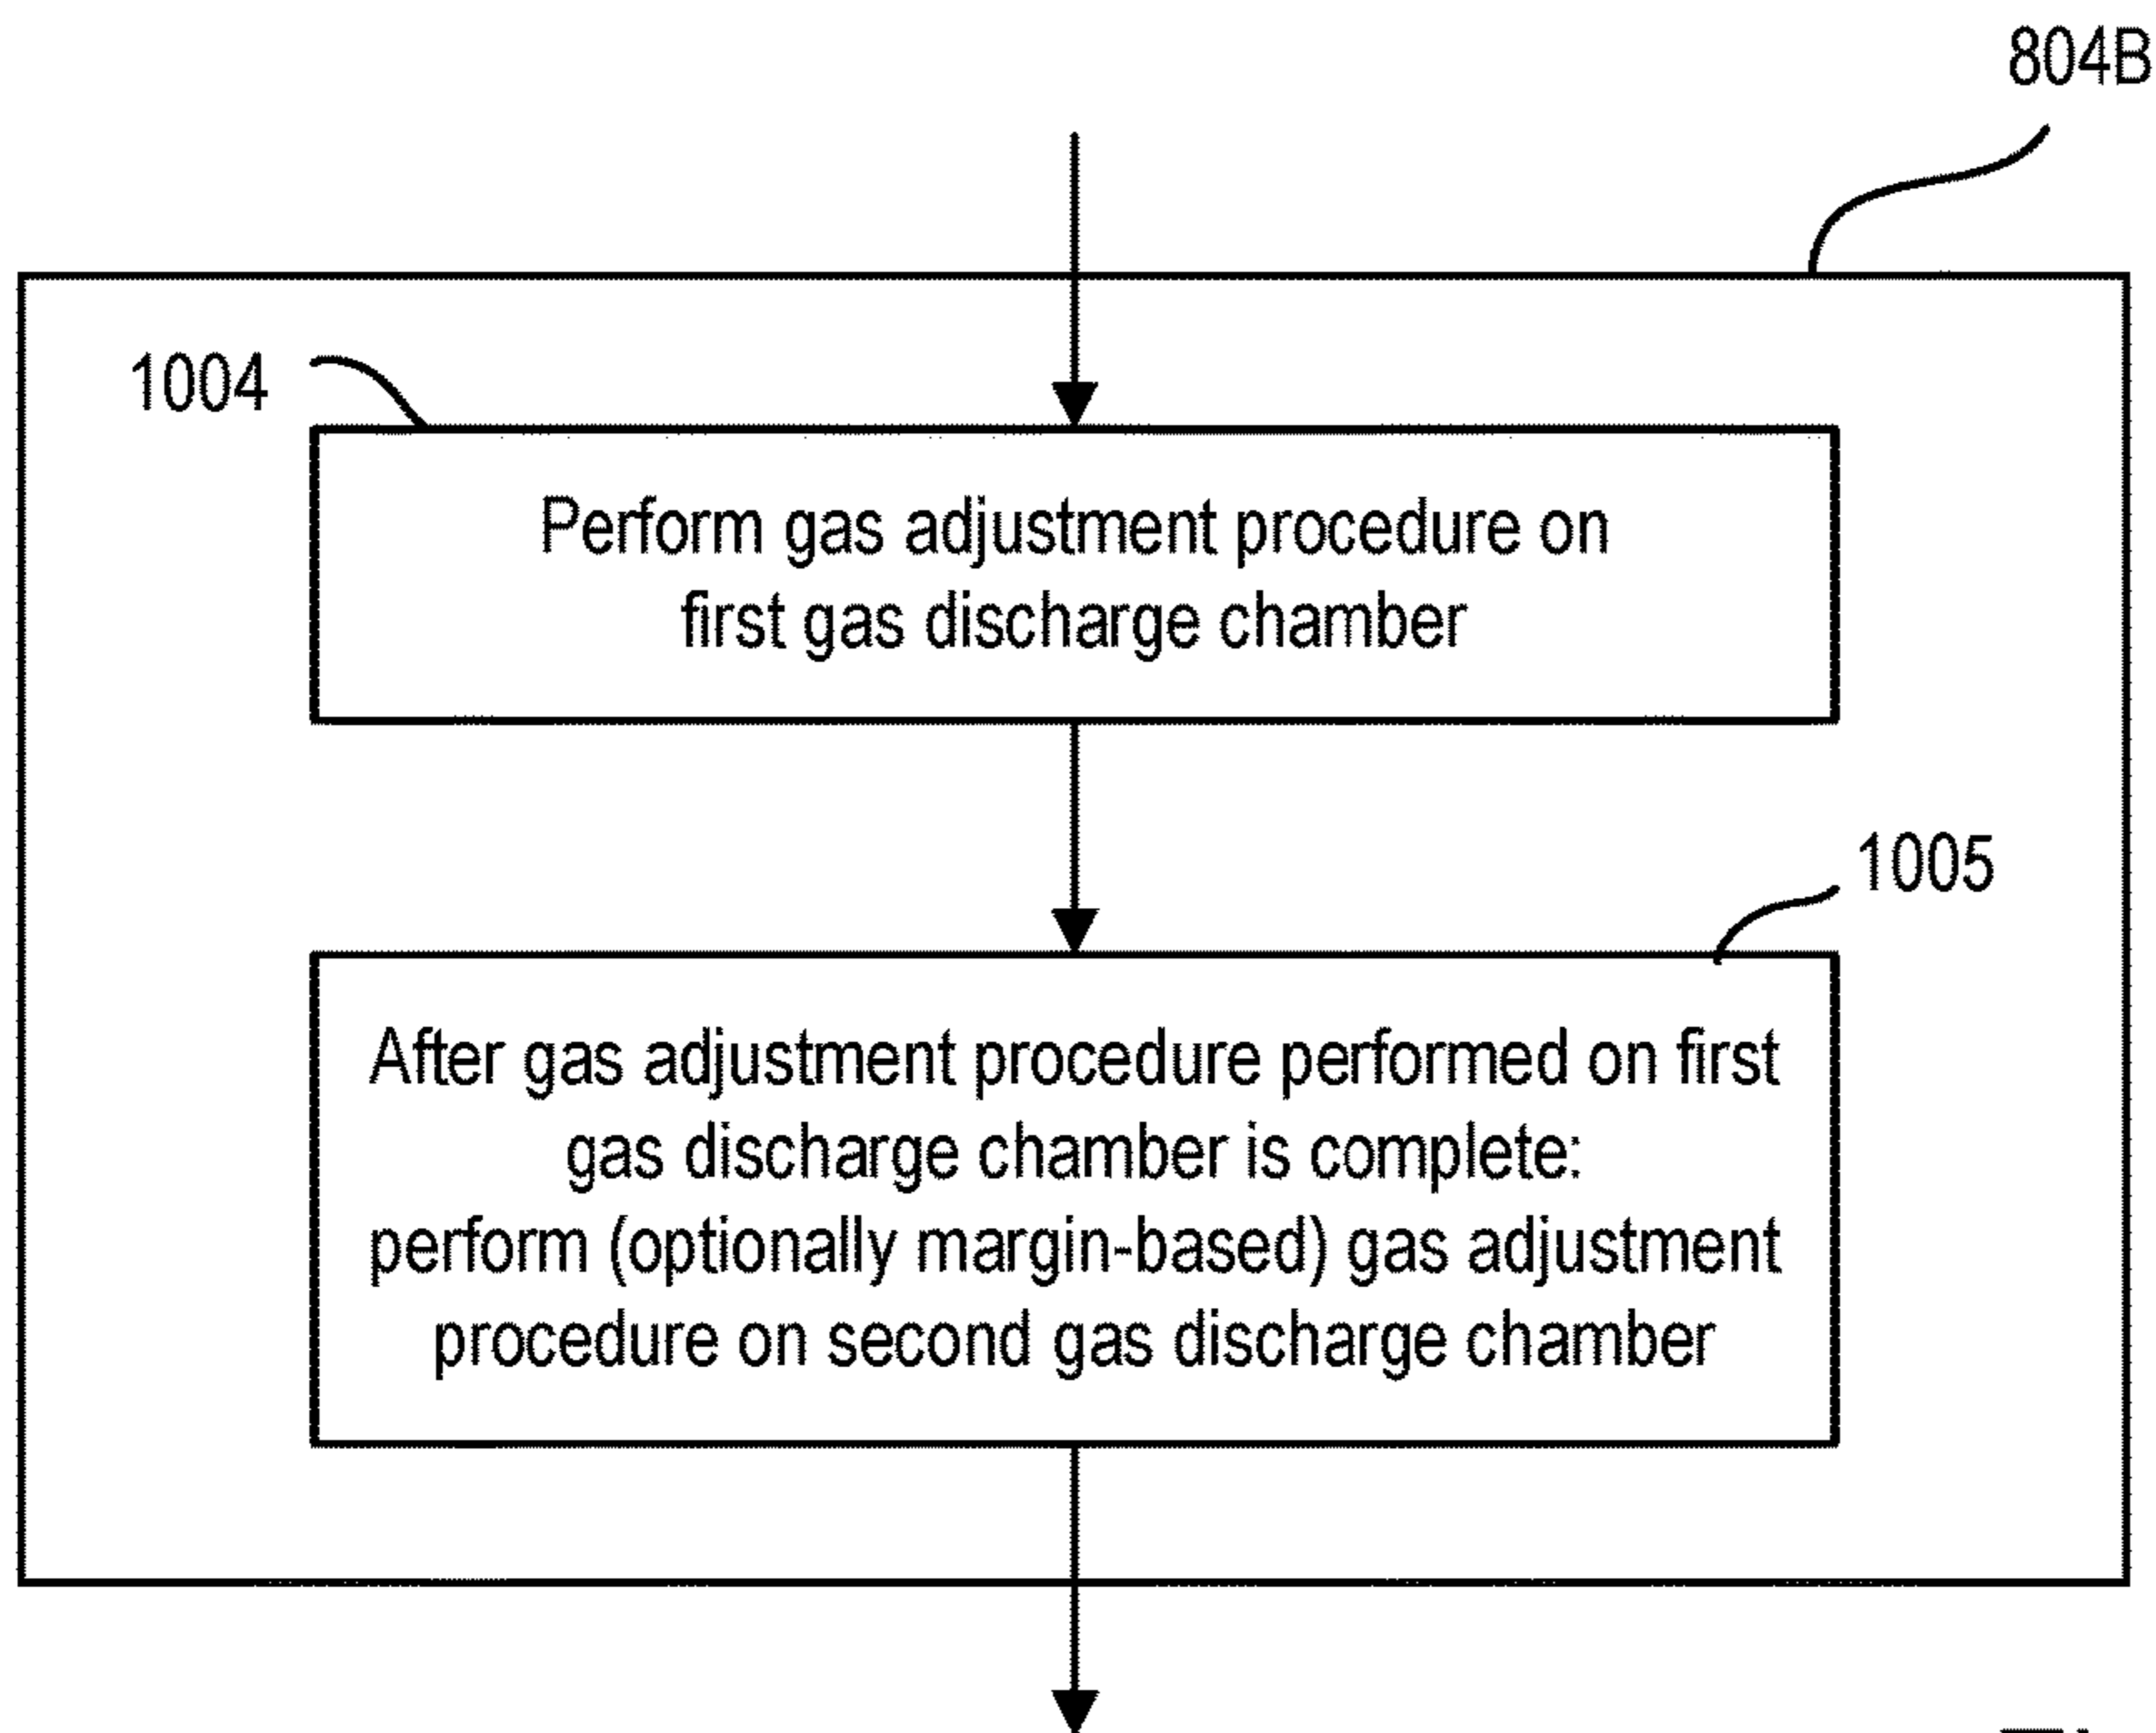 804B
1004
Perform gas adjustment procedure on
first gas discharge chamber
1005
After gas adjustment procedure performed on first
gas discharge chamber is complete:
perform (optionally margin-based) gas adjustment
procedure on second gas discharge chamber